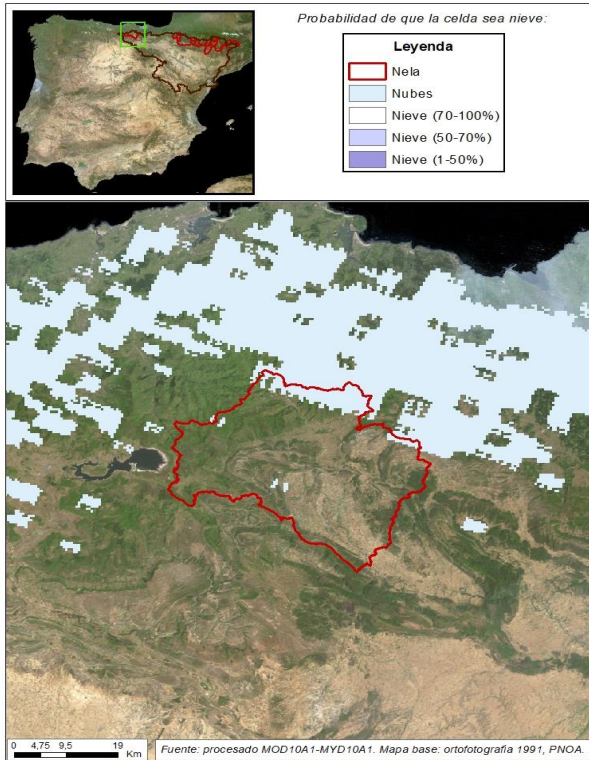 Probabilidad de que la celda sea nieve:
Leyenda
Nela
Nubes
Nieve (70-100%)
Nieve (50-70%)
Nieve (1-50%)
0 4,75 9,5 19
Km
Fuente: procesado MOD10A1-MYD10A1. Mapa base: ortofotografia 1991, PNOA.